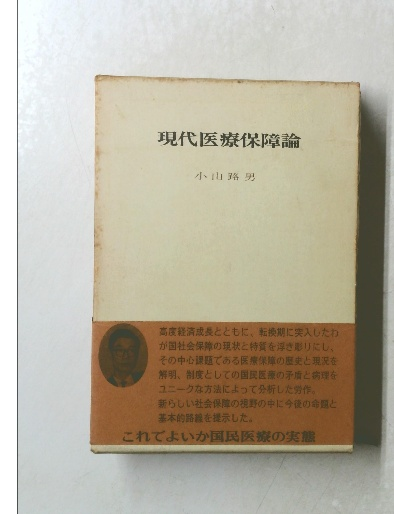 現代医療保障論
小山路男
高度経済成長とともに、転換期に突入したわ
が国社会保障の現状と特質を浮き彫りにし、
その中心課題である医療保障の歴史と現況を
解明、制度としての国民医療の矛盾と病理を
ユニークな方法によって分析した労作。
新らしい社会保障の視野の中に今後の命題と
基本的路線を提示した。
これでよいか国民医療の実態